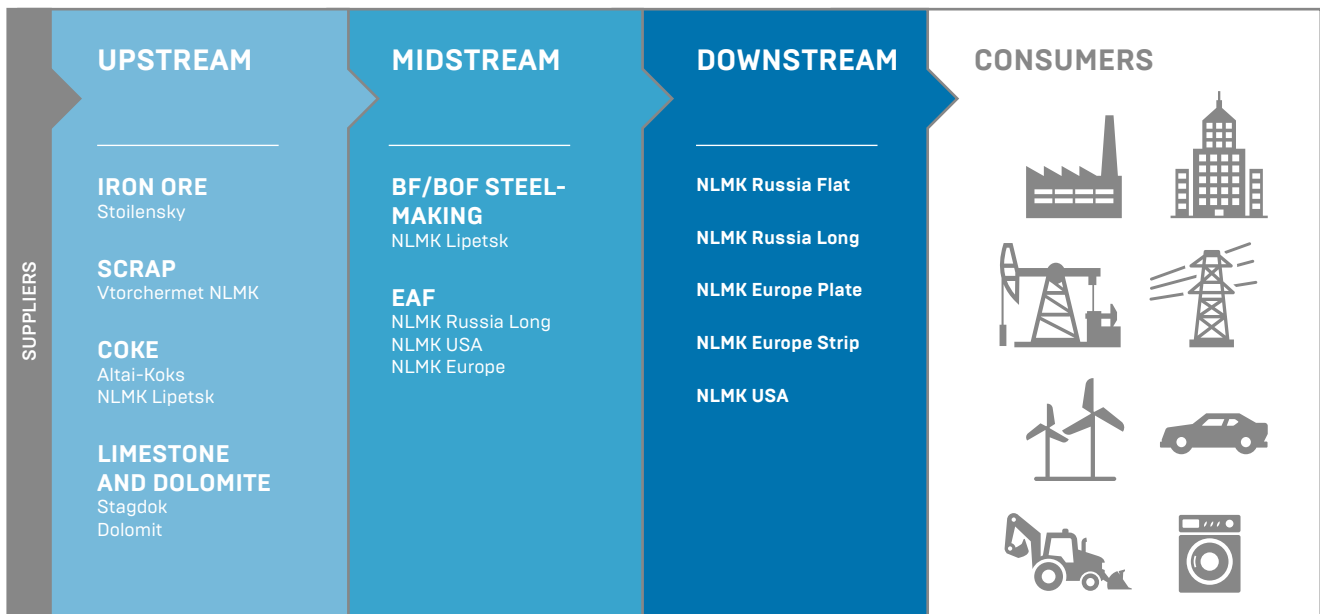 SUPPLIERS
UPSTREAM
IRON ORE
Stoilensky
SCRAP
Vtorchermet NLMK
COKE
Altai-Koks
NLMK Lipetsk
LIMESTONE
AND DOLOMITE
Stagdok
Dolomit
MIDSTREAM
BF/BOF STEEL-
MAKING
NLMK Lipetsk
EAF
NLMK Russia Long
NLMK USA
NLMK Europe
DOWNSTREAM
NLMK Russia Flat
NLMK Russia Long
NLMK Europe Plate
NLMK Europe Strip
NLMK USA
CONSUMERS